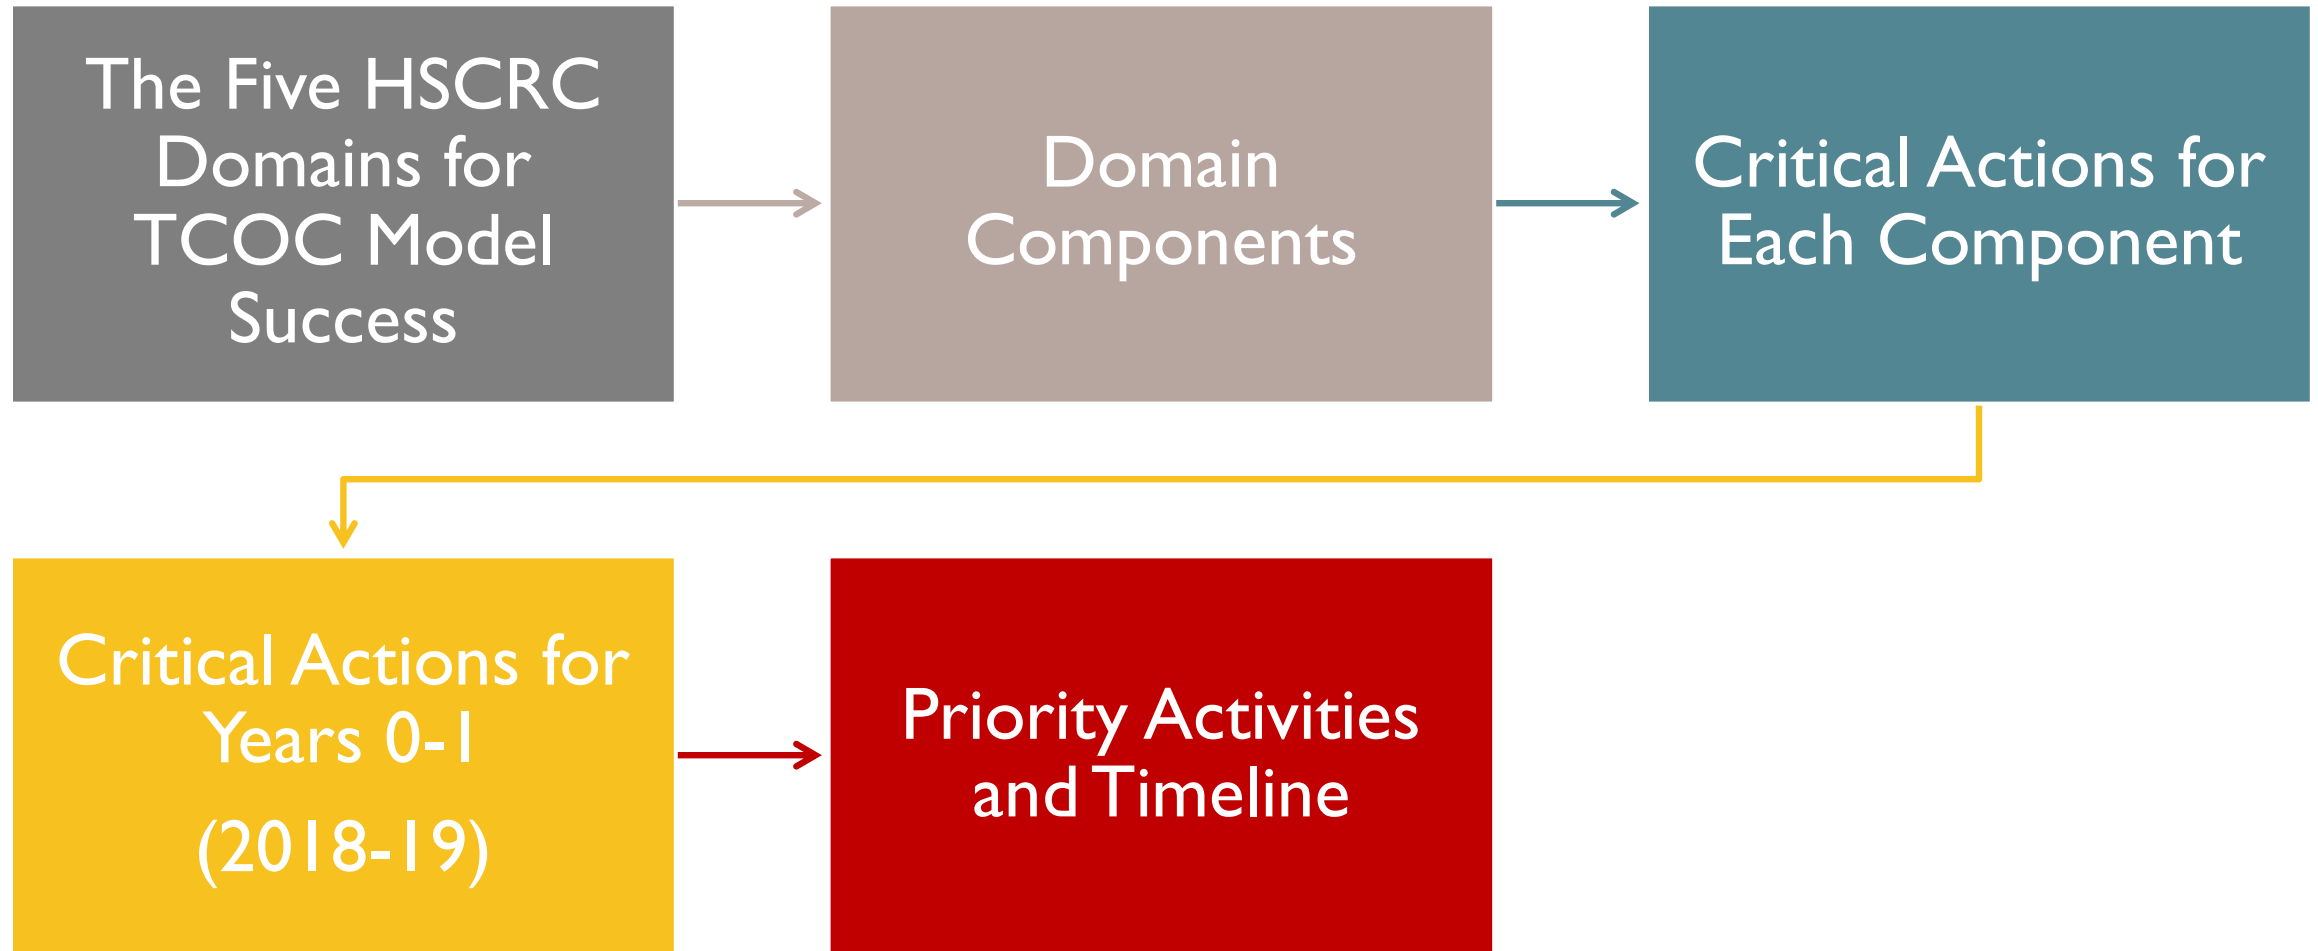 The Five HSCRC
Domains for
TCOC Model
Success
Domain
Components
Critical Actions for
Each Component
Critical Actions for
Years 0-1
(2018-19)
Priority Activities
and Timeline